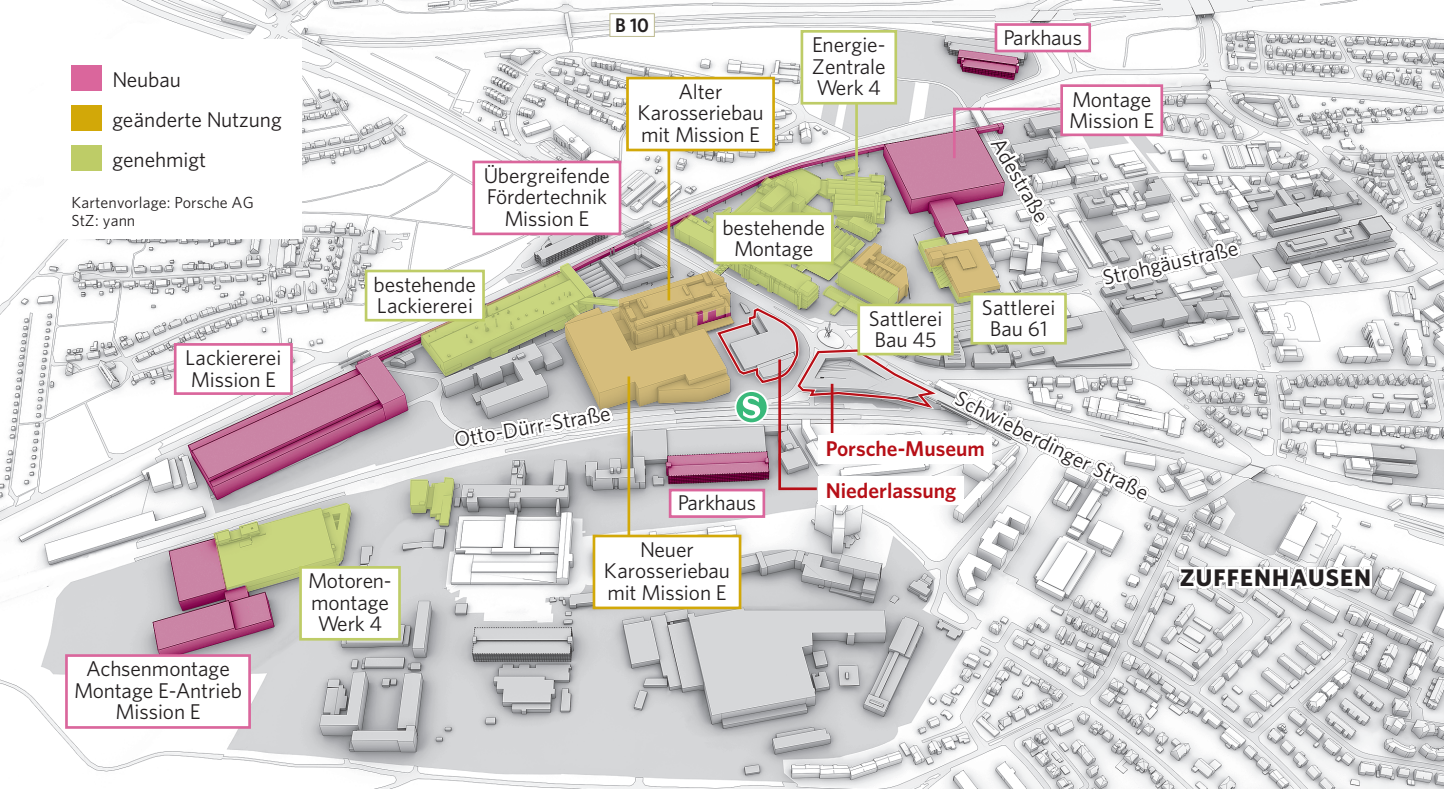 B 10
Neubau
geänderte Nutzung
genehmigt
Kartenvorlage: Porsche AG
StZ: yann
Parkhaus
Energie-
Zentrale
Werk 4
Alter
Karosseriebau
mit Mission E
Montage
Mission E
Übergreifende
Fördertechnik
Mission E
Adestraße
bestehende
Montage
Strohgäustraße
bestehende
Lackiererei
Sattlerei
Bau 45
Sattlerei
Bau 61
Lackiererei
Mission E
Otto-Dürr-Straße
S
Schwieberdinger Straße
Porsche-Museum
Niederlassung
Parkhaus
Neuer
Karosseriebau
mit Mission E
ZUFFENHAUSEN
Motoren-
montage
Werk 4
Achsenmontage
Montage E-Antrieb
Mission E